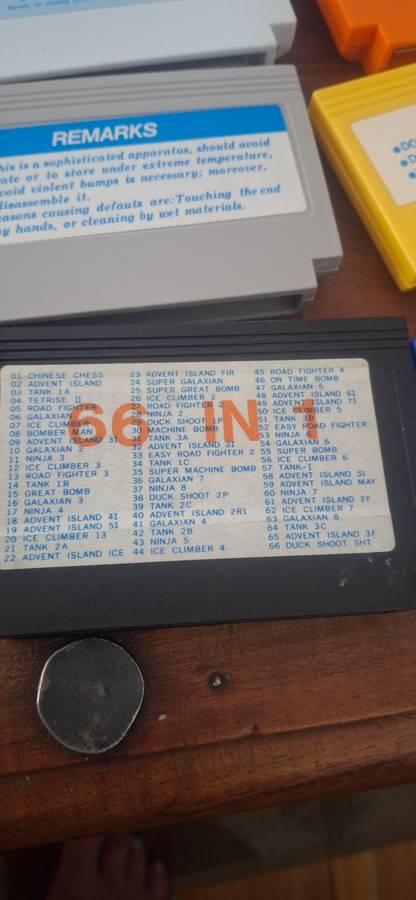 REMARKS
is a sophisticated apparatus, should avoid
or to store under extreme temperature,
void violent bumps is necessary; moreover,
disassemble it.
easons causing defauts are:Touching the end
by hands, or cleaning by wet materials.
66 IN 1
01 CHINESE CHESS
02 ADVENT ISLAND
03 TANK 1A
04 TETRISE II
05 ROAD FIGHTER
06 GALAXIAN
07 ICE CLIMBER
08 BOMBER MAN
09 ADVENT ISLAND 3I
10 GALAXIAN 2
11 NINJA 3
12 ICE CLIMBER 3
13 ROAD FIGHTER 3
14 TANK 1B
15 GREAT BOMB
16 GALAXIAN 3
17 NINJA 4
18 ADVENT ISLAND 4I
19 ADVENT ISLAND 5I
20 ICE CLIMBER 13
21 TANK 2A
22 ADVENT ISLAND ICE
23 ADVENT ISLAND FIR
24 SUPER GALAXIAN
25 SUPER GREAT BOMB
26 ICE CLIMBER 2
27 ROAD FIGHTER 2
28 NINJA 2
29 DUCK SHOOT 1P
30 MACHINE BOMB
31 TANK 3A
32 ADVENT ISLAND 2I
33 EASY ROAD FIGHTER 2
34 TANK 1C
35 SUPER MACHINE BOMB
36 GALAXIAN 7
37 NINJA 8
38 DUCK SHOOT 2P
39 TANK 2C
40 ADVENT ISLAND 2R1
41 GALAXIAN 4
42 TANK 2B
43 NINJA 5
44 ICE CLIMBER 4
45 ROAD FIGHTER 4
46 ON TIME BOMB
47 GALAXIAN 5
48 ADVENT ISLAND 6I
49 ADVENT ISLAND 7I
50 ICE CLIMBER 5
51 TANK 3B
52 EASY ROAD FIGHTER
53 NINJA 6
54 GALAXIAN 6
55 SUPER BOMB
56 ICE CLIMBER 6
57 TANK-I
58 ADVENT ISLAND SI
59 ADVENT ISLAND MAY
60 NINJA 7
61 ADVENT ISLAND 2F
62 ICE CLIMBER 7
63 GALAXIAN 8
64 TANK 3C
65 ADVENT ISLAND 3F
66 DUCK SHOOT SHT